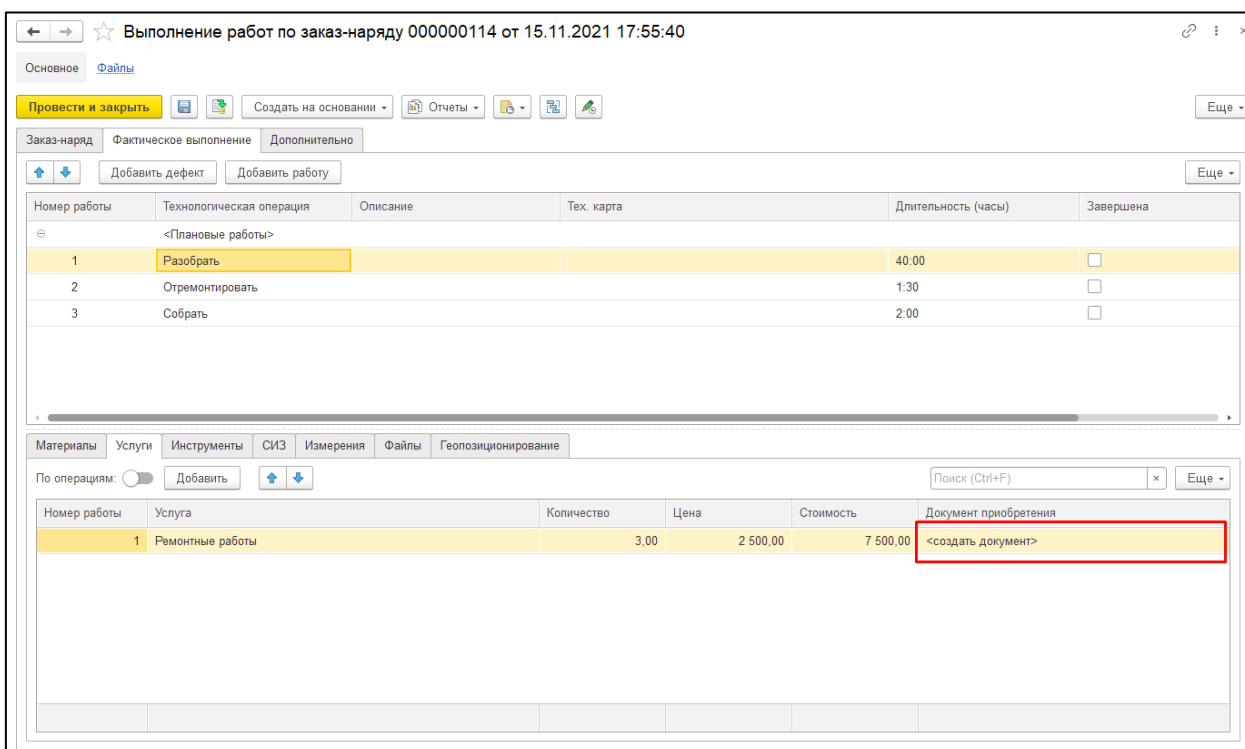 Выполнение работ по заказ-наряду 000000114 от 15.11.2021 17:55:40
Основное Файлы
Провести и закрыть Создать на основании Отчеты Еще
Заказ-наряд Фактическое выполнение Дополнительно
Добавить дефект Добавить работу Еще
Номер работы Технологическая операция Описание Тех. карта Длительность (часы) Завершена
<Плановые работы>
1 Разобрать 40:00
2 Отремонтировать 1:30
3 Собрать 2:00
Материалы Услуги Инструменты СИЗ Измерения Файлы Геопозиционирование
По операциям: Добавить Поиск (Ctrl+F) × Еще
Номер работы Услуга Количество Цена Стоимость Документ приобретения
1 Ремонтные работы 3,00 2 500,00 7 500,00 <создать документ>